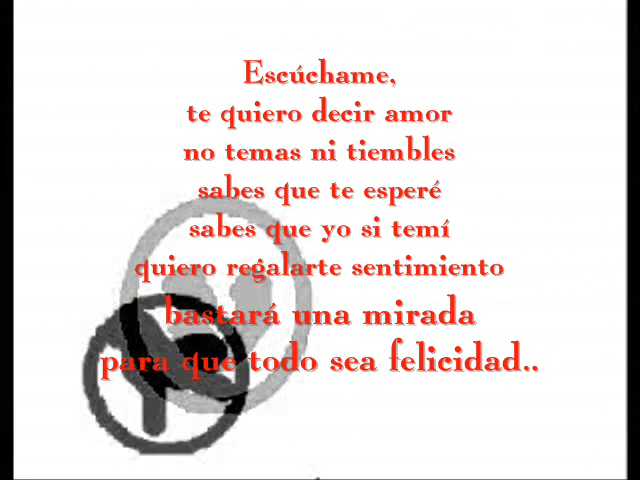 Escúchame,
te quiero decir amor
no temas ni tiembles
sabes que te esperé
sabes que yo si temí
quiero regalarte sentimiento
bastará una mirada
para que todo sea felicidad..